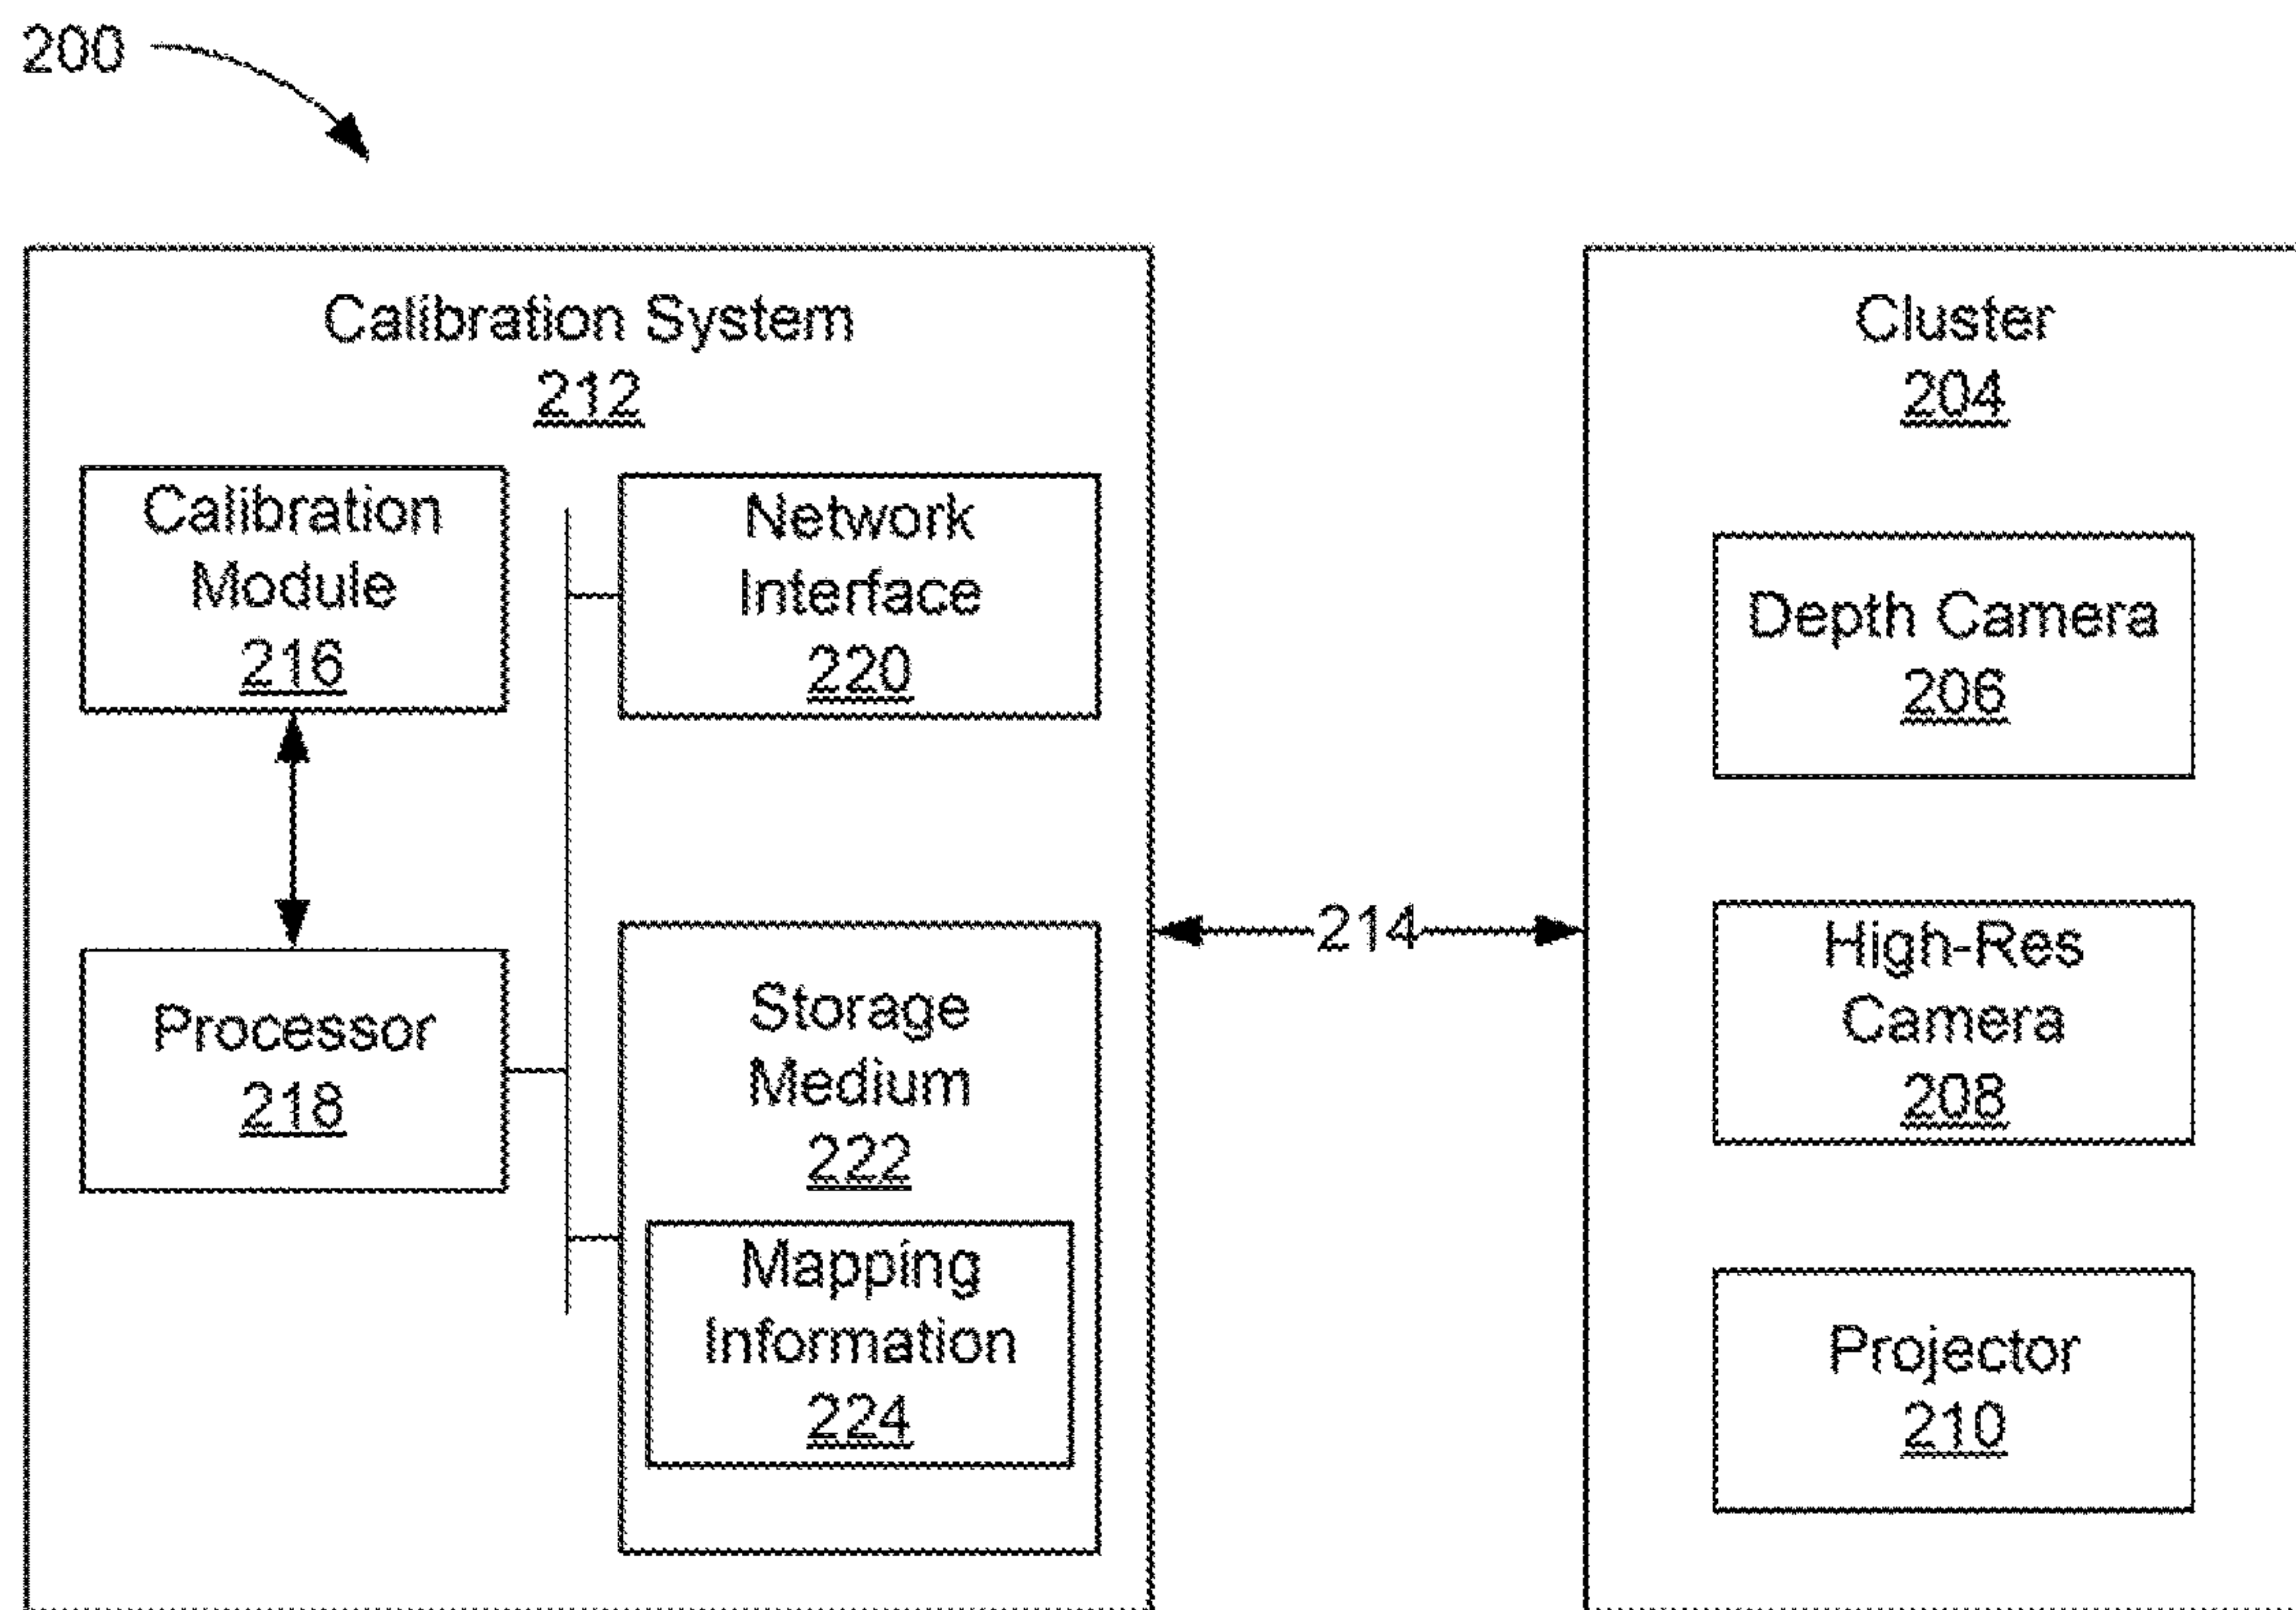 200
Calibration System
212
Calibration
Module
216
Processor
218
Network
Interface
220
Storage
Medium
222
Mapping
Information
224
214
Cluster
204
Depth Camera
206
High-Res
Camera
208
Projector
210